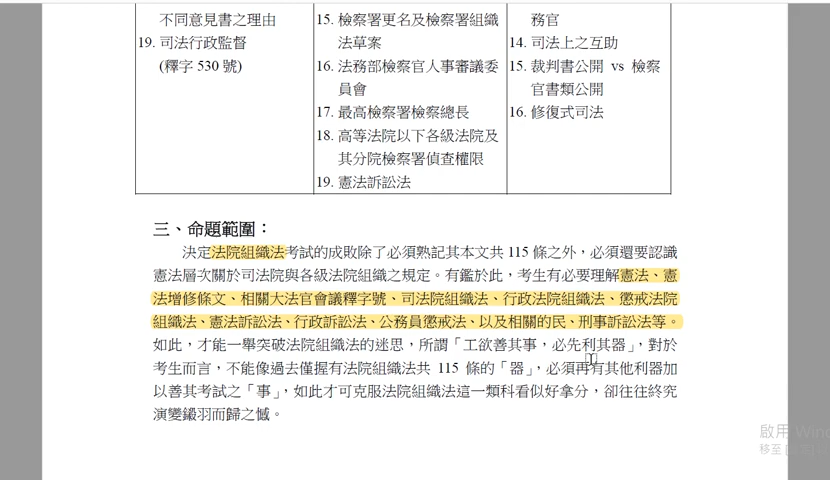 不同意見書之理由
19. 司法行政監督
(釋字 530 號)
15. 檢察署更名及檢察署組織
法草案
16. 法務部檢察官人事審議委
員會
17. 最高檢察署檢察總長
18. 高等法院以下各級法院及
其分院檢察署偵查權限
19. 憲法訴訟法
務官
14. 司法上之互助
15. 裁判書公開 vs 檢察
官書類公開
16. 修復式司法
三、命題範圍：
決定法院組織法考試的成敗除了必須熟記其本文共 115 條之外，必須還要認識
憲法層次關於司法院與各級法院組織之規定。有鑑於此，考生有必要理解憲法、憲
法增修條文、相關大法官會議釋字號、司法院組織法、行政法院組織法、懲戒法院
組織法、憲法訴訟法、行政訴訟法、公務員懲戒法、以及相關的民、刑事訴訟法等。
如此，才能一舉突破法院組織法的迷思，所謂「工欲善其事，必先利其器」，對於
考生而言，不能像過去僅握有法院組織法共 115 條的「器」，必須再有其他利器加
以善其考試之「事」，如此才可克服法院組織法這一類科看似好拿分，卻往往終究
演變鎩羽而歸之憾。
啟用 Wind
移至